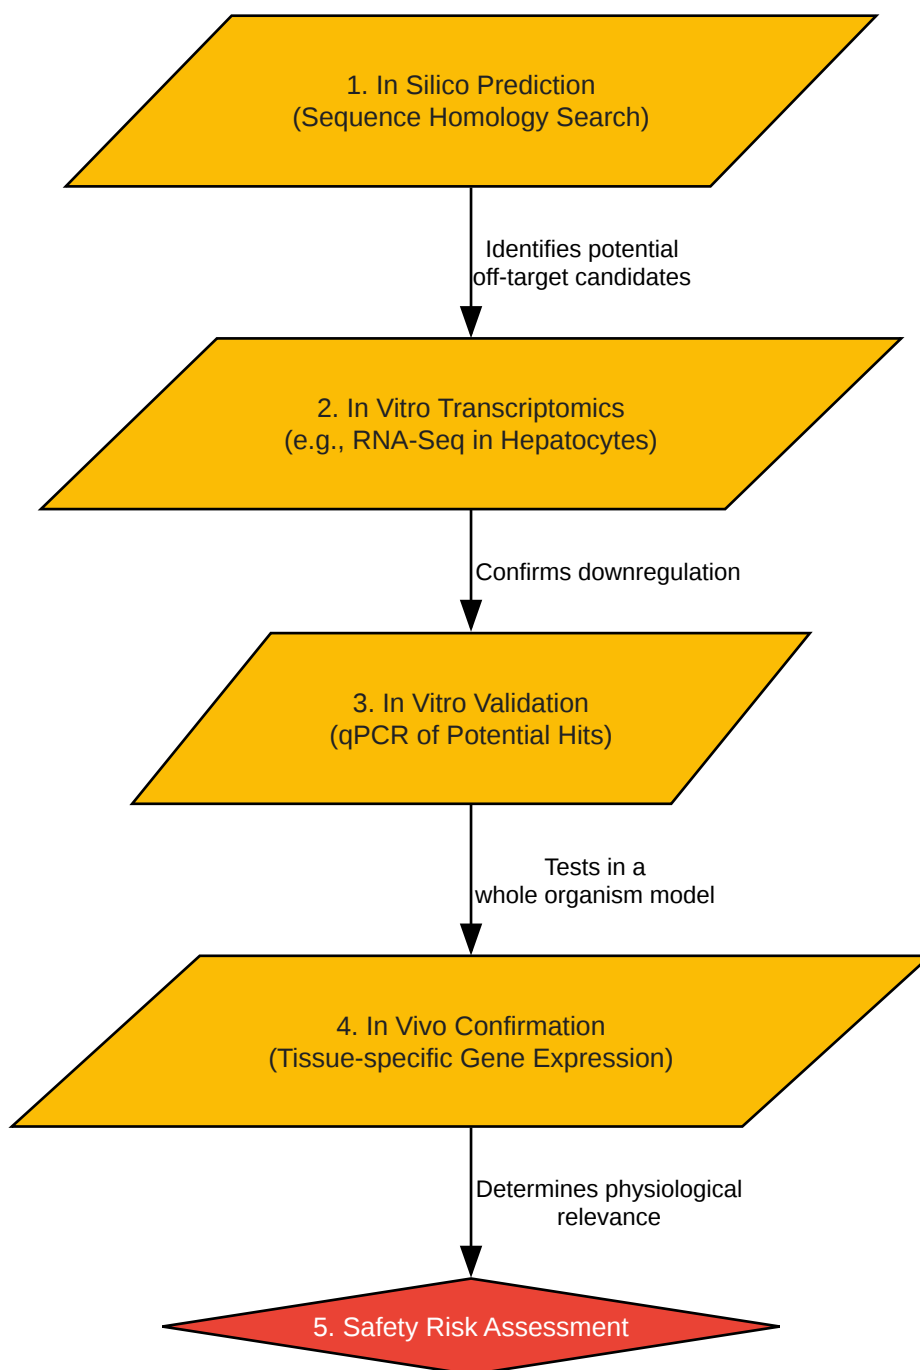 1. In Silico Prediction
(Sequence Homology Search)
Identifies potential
off-target candidates
2. In Vitro Transcriptomics
(e.g., RNA-Seq in Hepatocytes)
Confirms downregulation
3. In Vitro Validation
(qPCR of Potential Hits)
Tests in a
whole organism model
4. In Vivo Confirmation
(Tissue-specific Gene Expression)
Determines physiological
relevance
5. Safety Risk Assessment